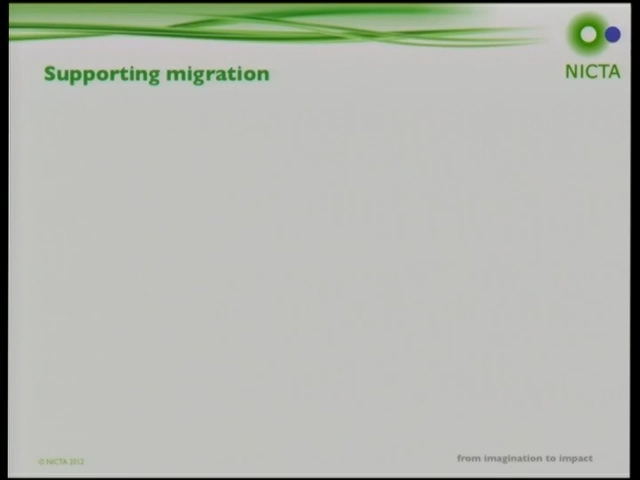 Supporting migration
NICTA
© NICTA 2012
from imagination to impact